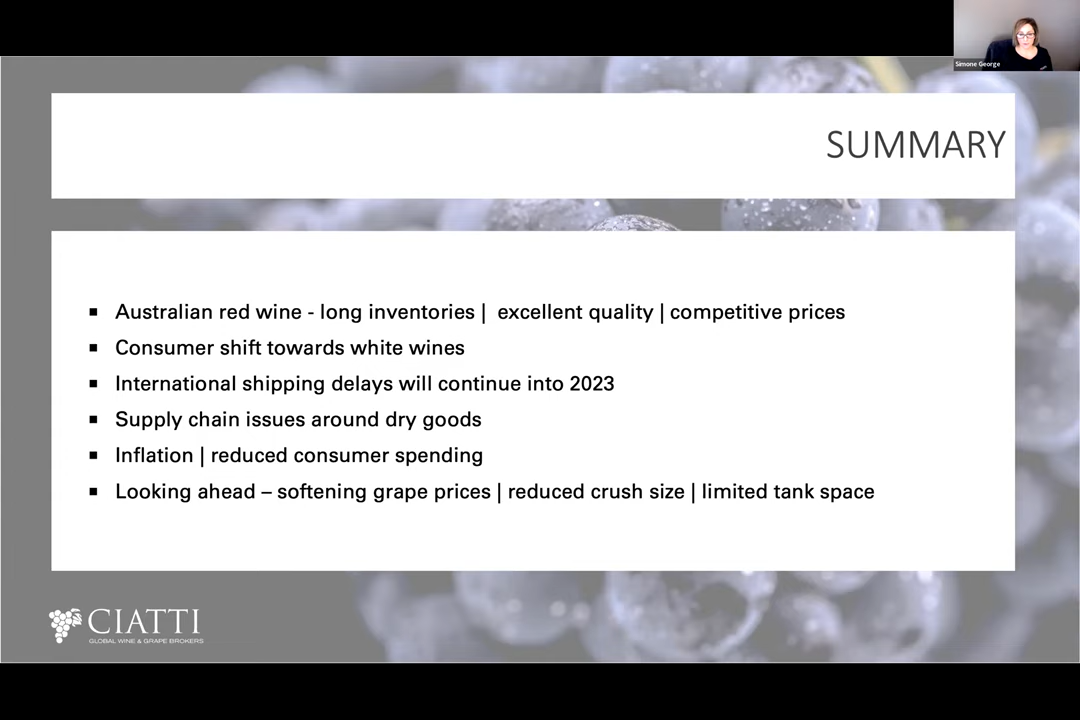 Simone George
SUMMARY
▪ Australian red wine - long inventories | excellent quality | competitive prices
▪ Consumer shift towards white wines
▪ International shipping delays will continue into 2023
▪ Supply chain issues around dry goods
▪ Inflation | reduced consumer spending
▪ Looking ahead – softening grape prices | reduced crush size | limited tank space
CIATTI
GLOBAL WINE & GRAPE BROKERS